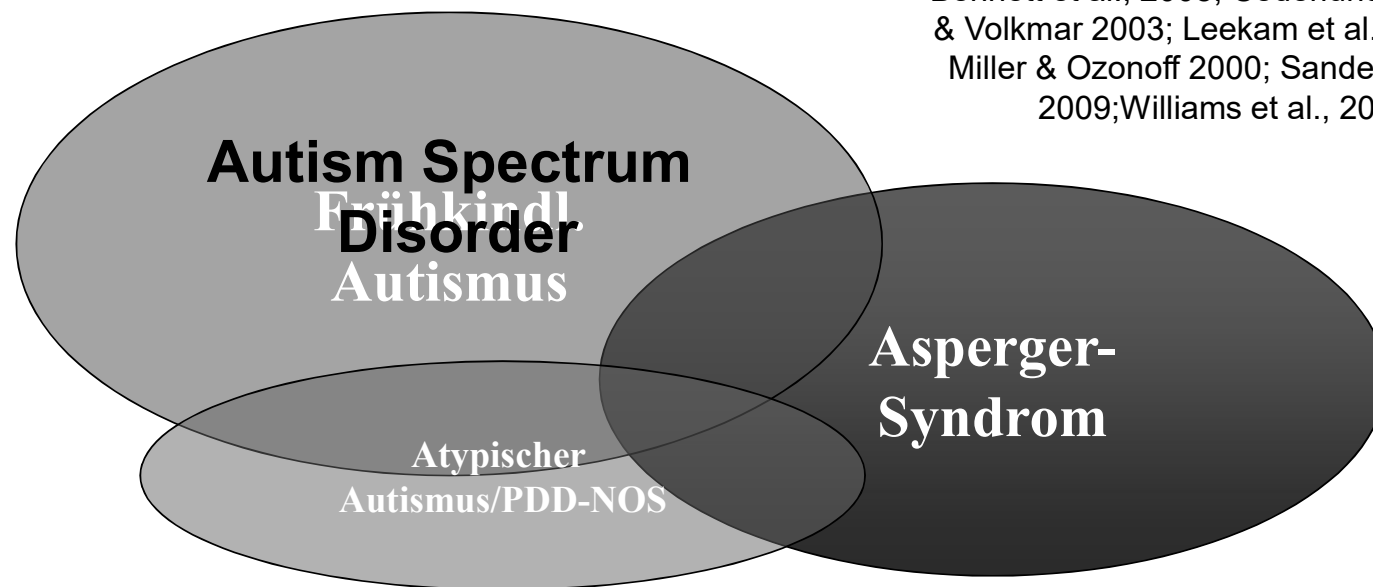 & Volkmar 2003; Leekam et al.
Miller & Ozonoff 2000; Sande
2009;Williams et al., 20
Autism Spectrum
Disorder
Frühkindl.
Autismus
Asperger-
Syndrom
Atypischer
Autismus/PDD-NOS